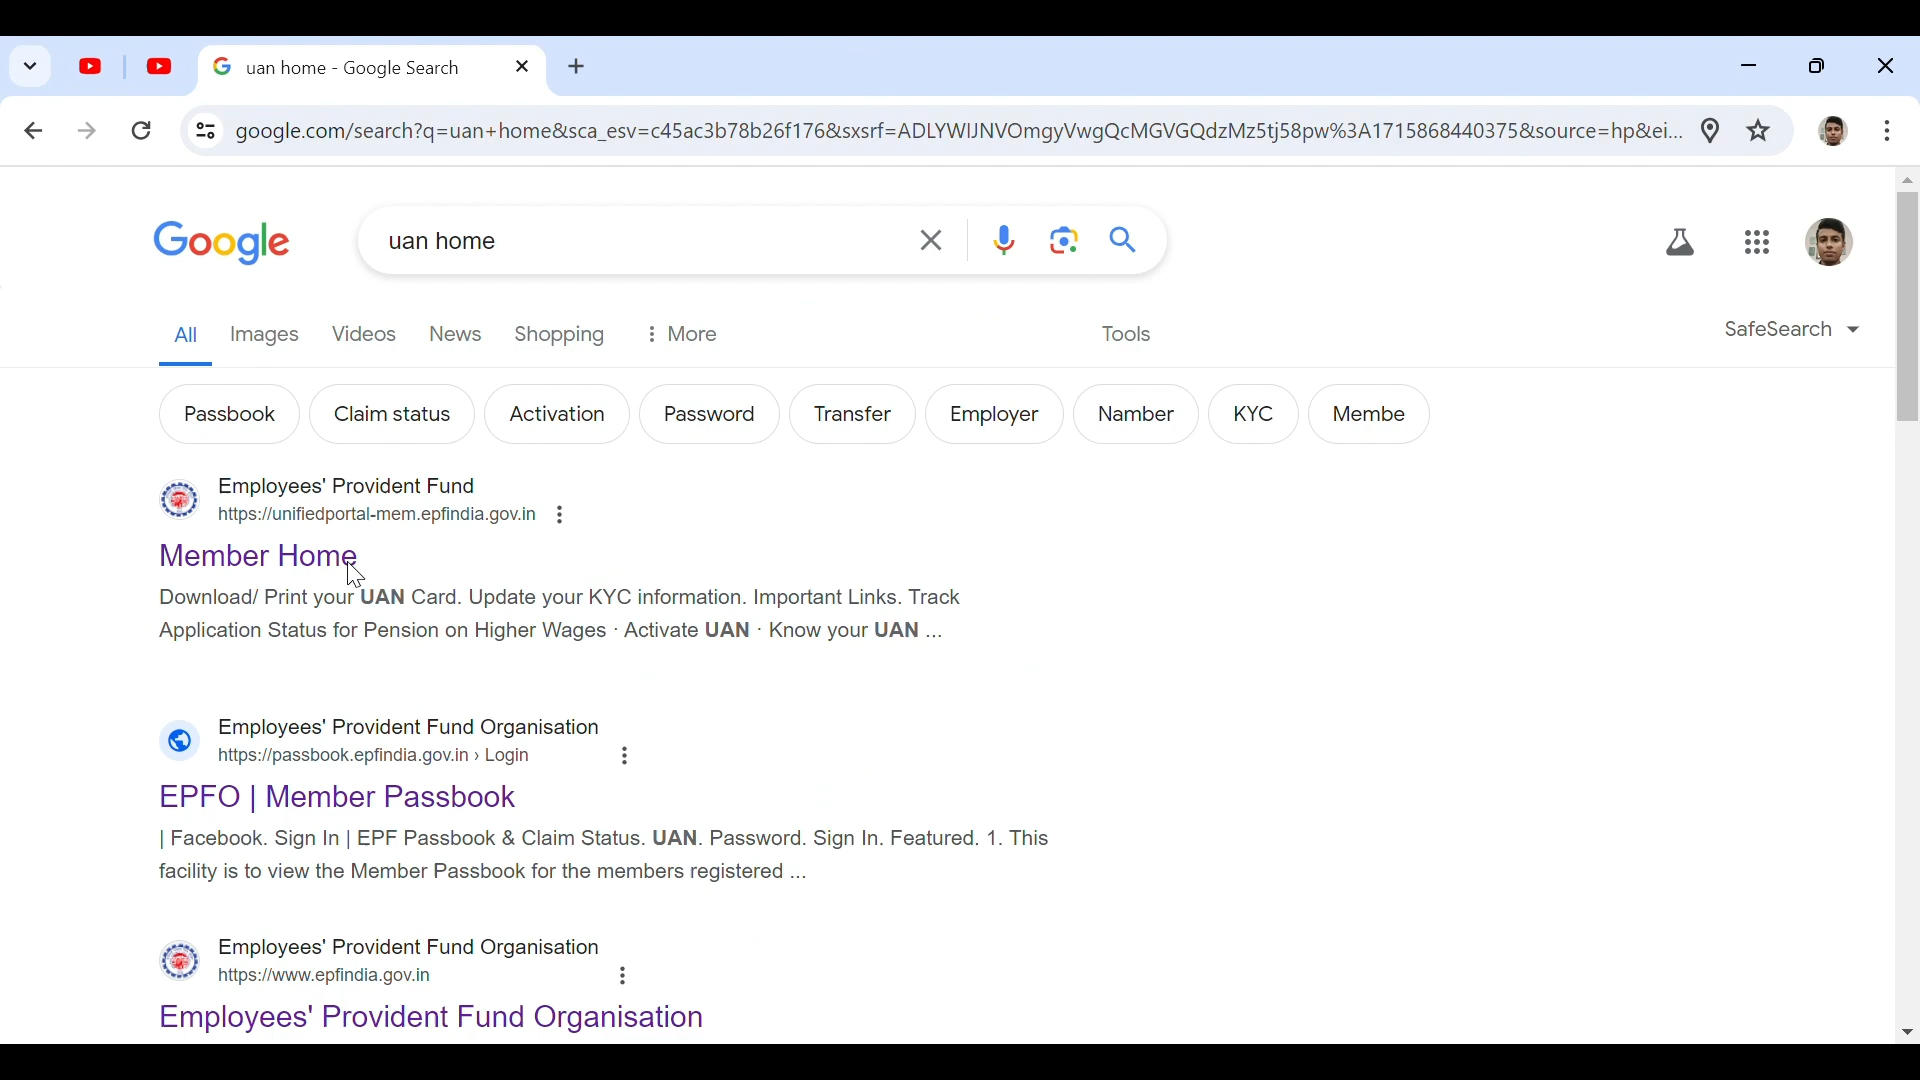 uan home - Google Search
google.com/search?q=uan+home&sca_esv=c45ac3b78b26f176&sxsrf=ADLYWIJNVOmgyVwgQcMGVGQdzMz5tj58pw%3A1715868440375&source=hp&ei...
Google
uan home
All Images Videos News Shopping More Tools SafeSearch
Passbook Claim status Activation Password Transfer Employer Namber KYC Membe
Employees' Provident Fund
https://unifiedportal-mem.epfindia.gov.in
Member Home
Download/ Print your UAN Card. Update your KYC information. Important Links. Track
Application Status for Pension on Higher Wages · Activate UAN · Know your UAN ...
Employees' Provident Fund Organisation
https://passbook.epfindia.gov.in › Login
EPFO | Member Passbook
| Facebook. Sign In | EPF Passbook & Claim Status. UAN. Password. Sign In. Featured. 1. This
facility is to view the Member Passbook for the members registered ...
Employees' Provident Fund Organisation
https://www.epfindia.gov.in
Employees' Provident Fund Organisation